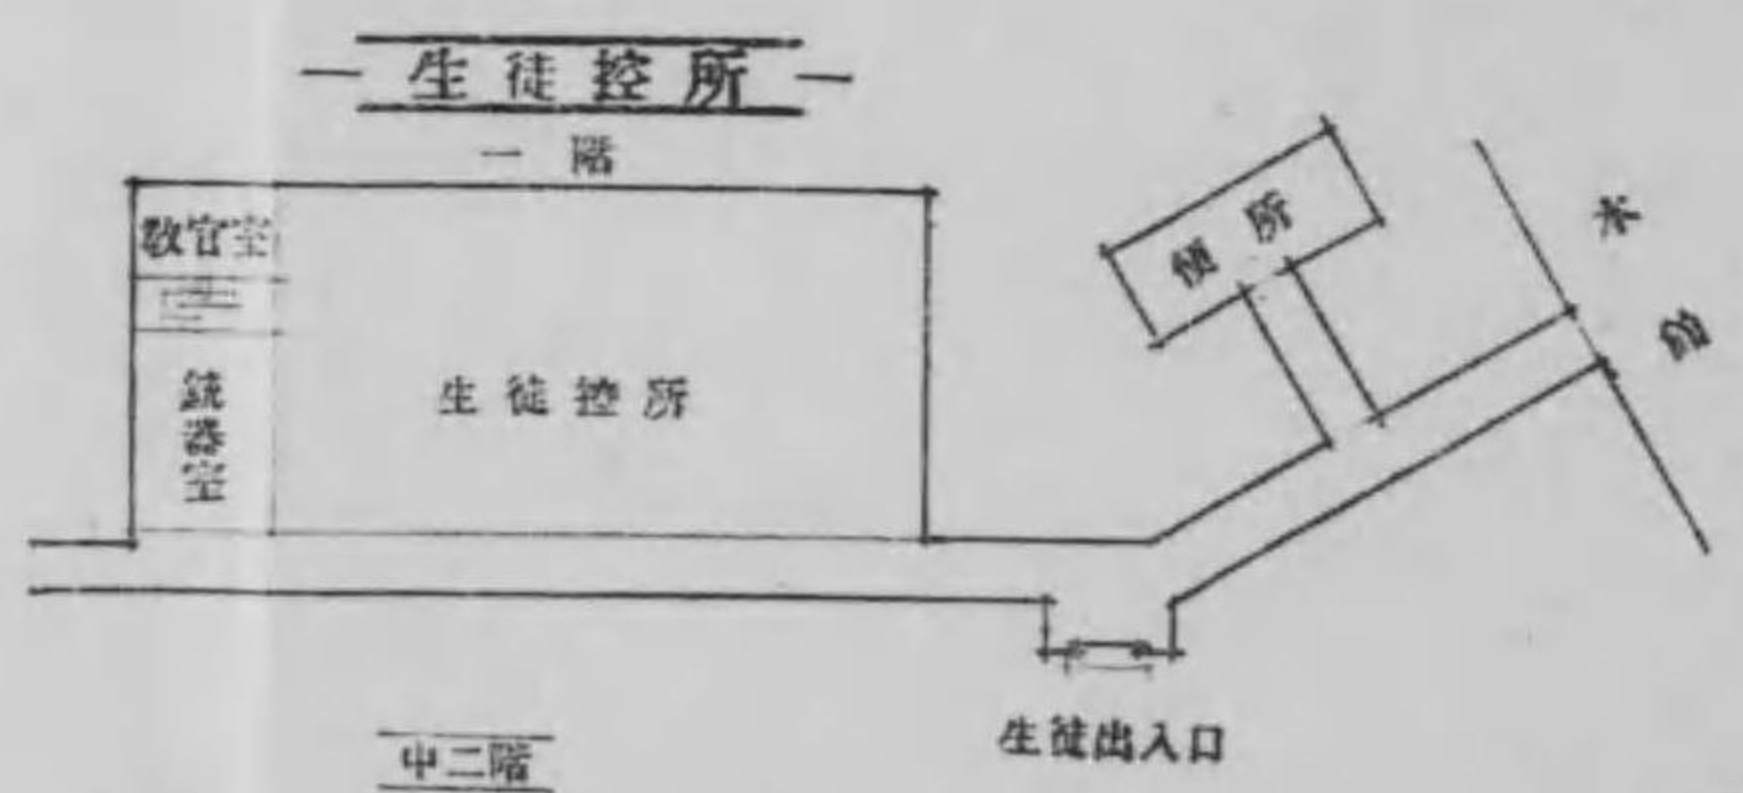 生徒控所
一階
教官室
銃器室
生徒控所
便所
本館
生徒出入口
中二階